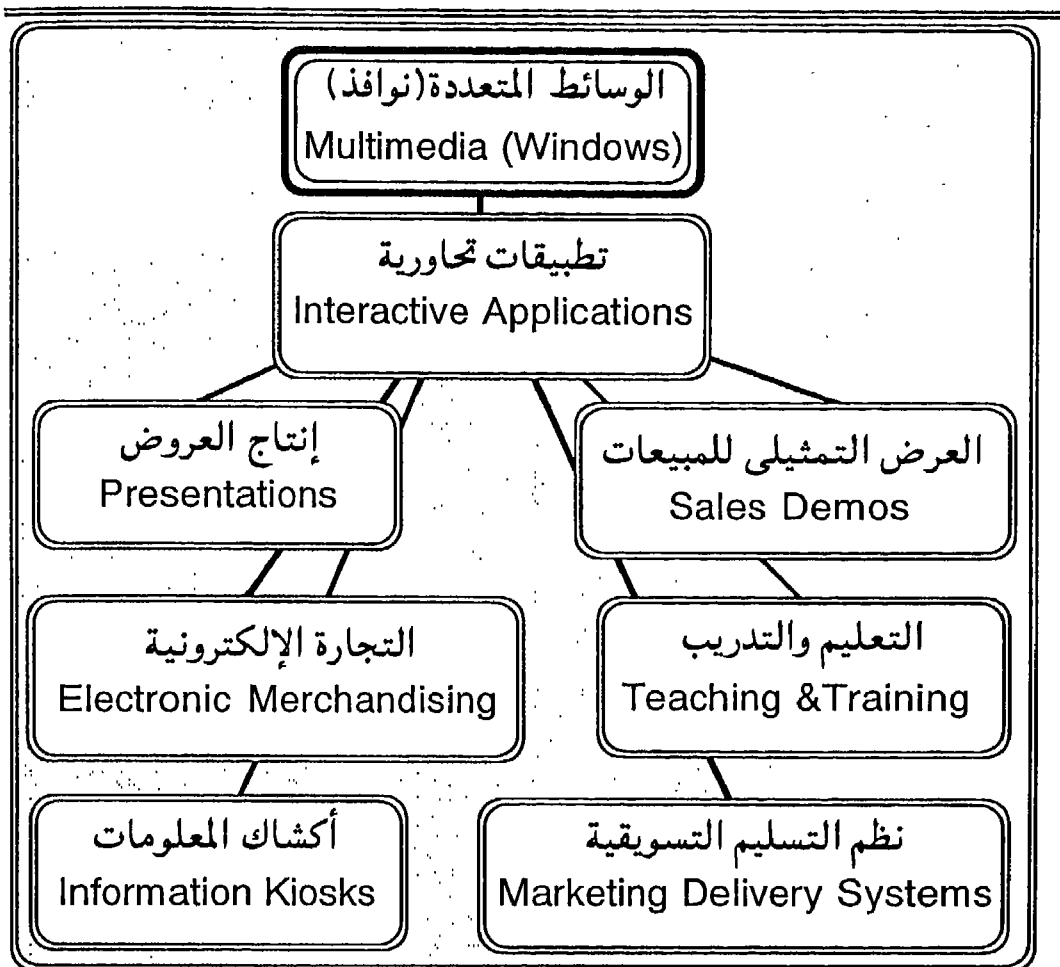 الوسائط المتعددة(نوافذ)
Multimedia (Windows)
تطبيقات تحاورية
Interactive Applications
إنتاج العروض
Presentations
العرض التمثيلى للمبيعات
Sales Demos
التجارة الإلكترونية
Electronic Merchandising
التعليم والتدريب
Teaching &Training
أكشاك المعلومات
Information Kiosks
نظم التسليم التسويقية
Marketing Delivery Systems